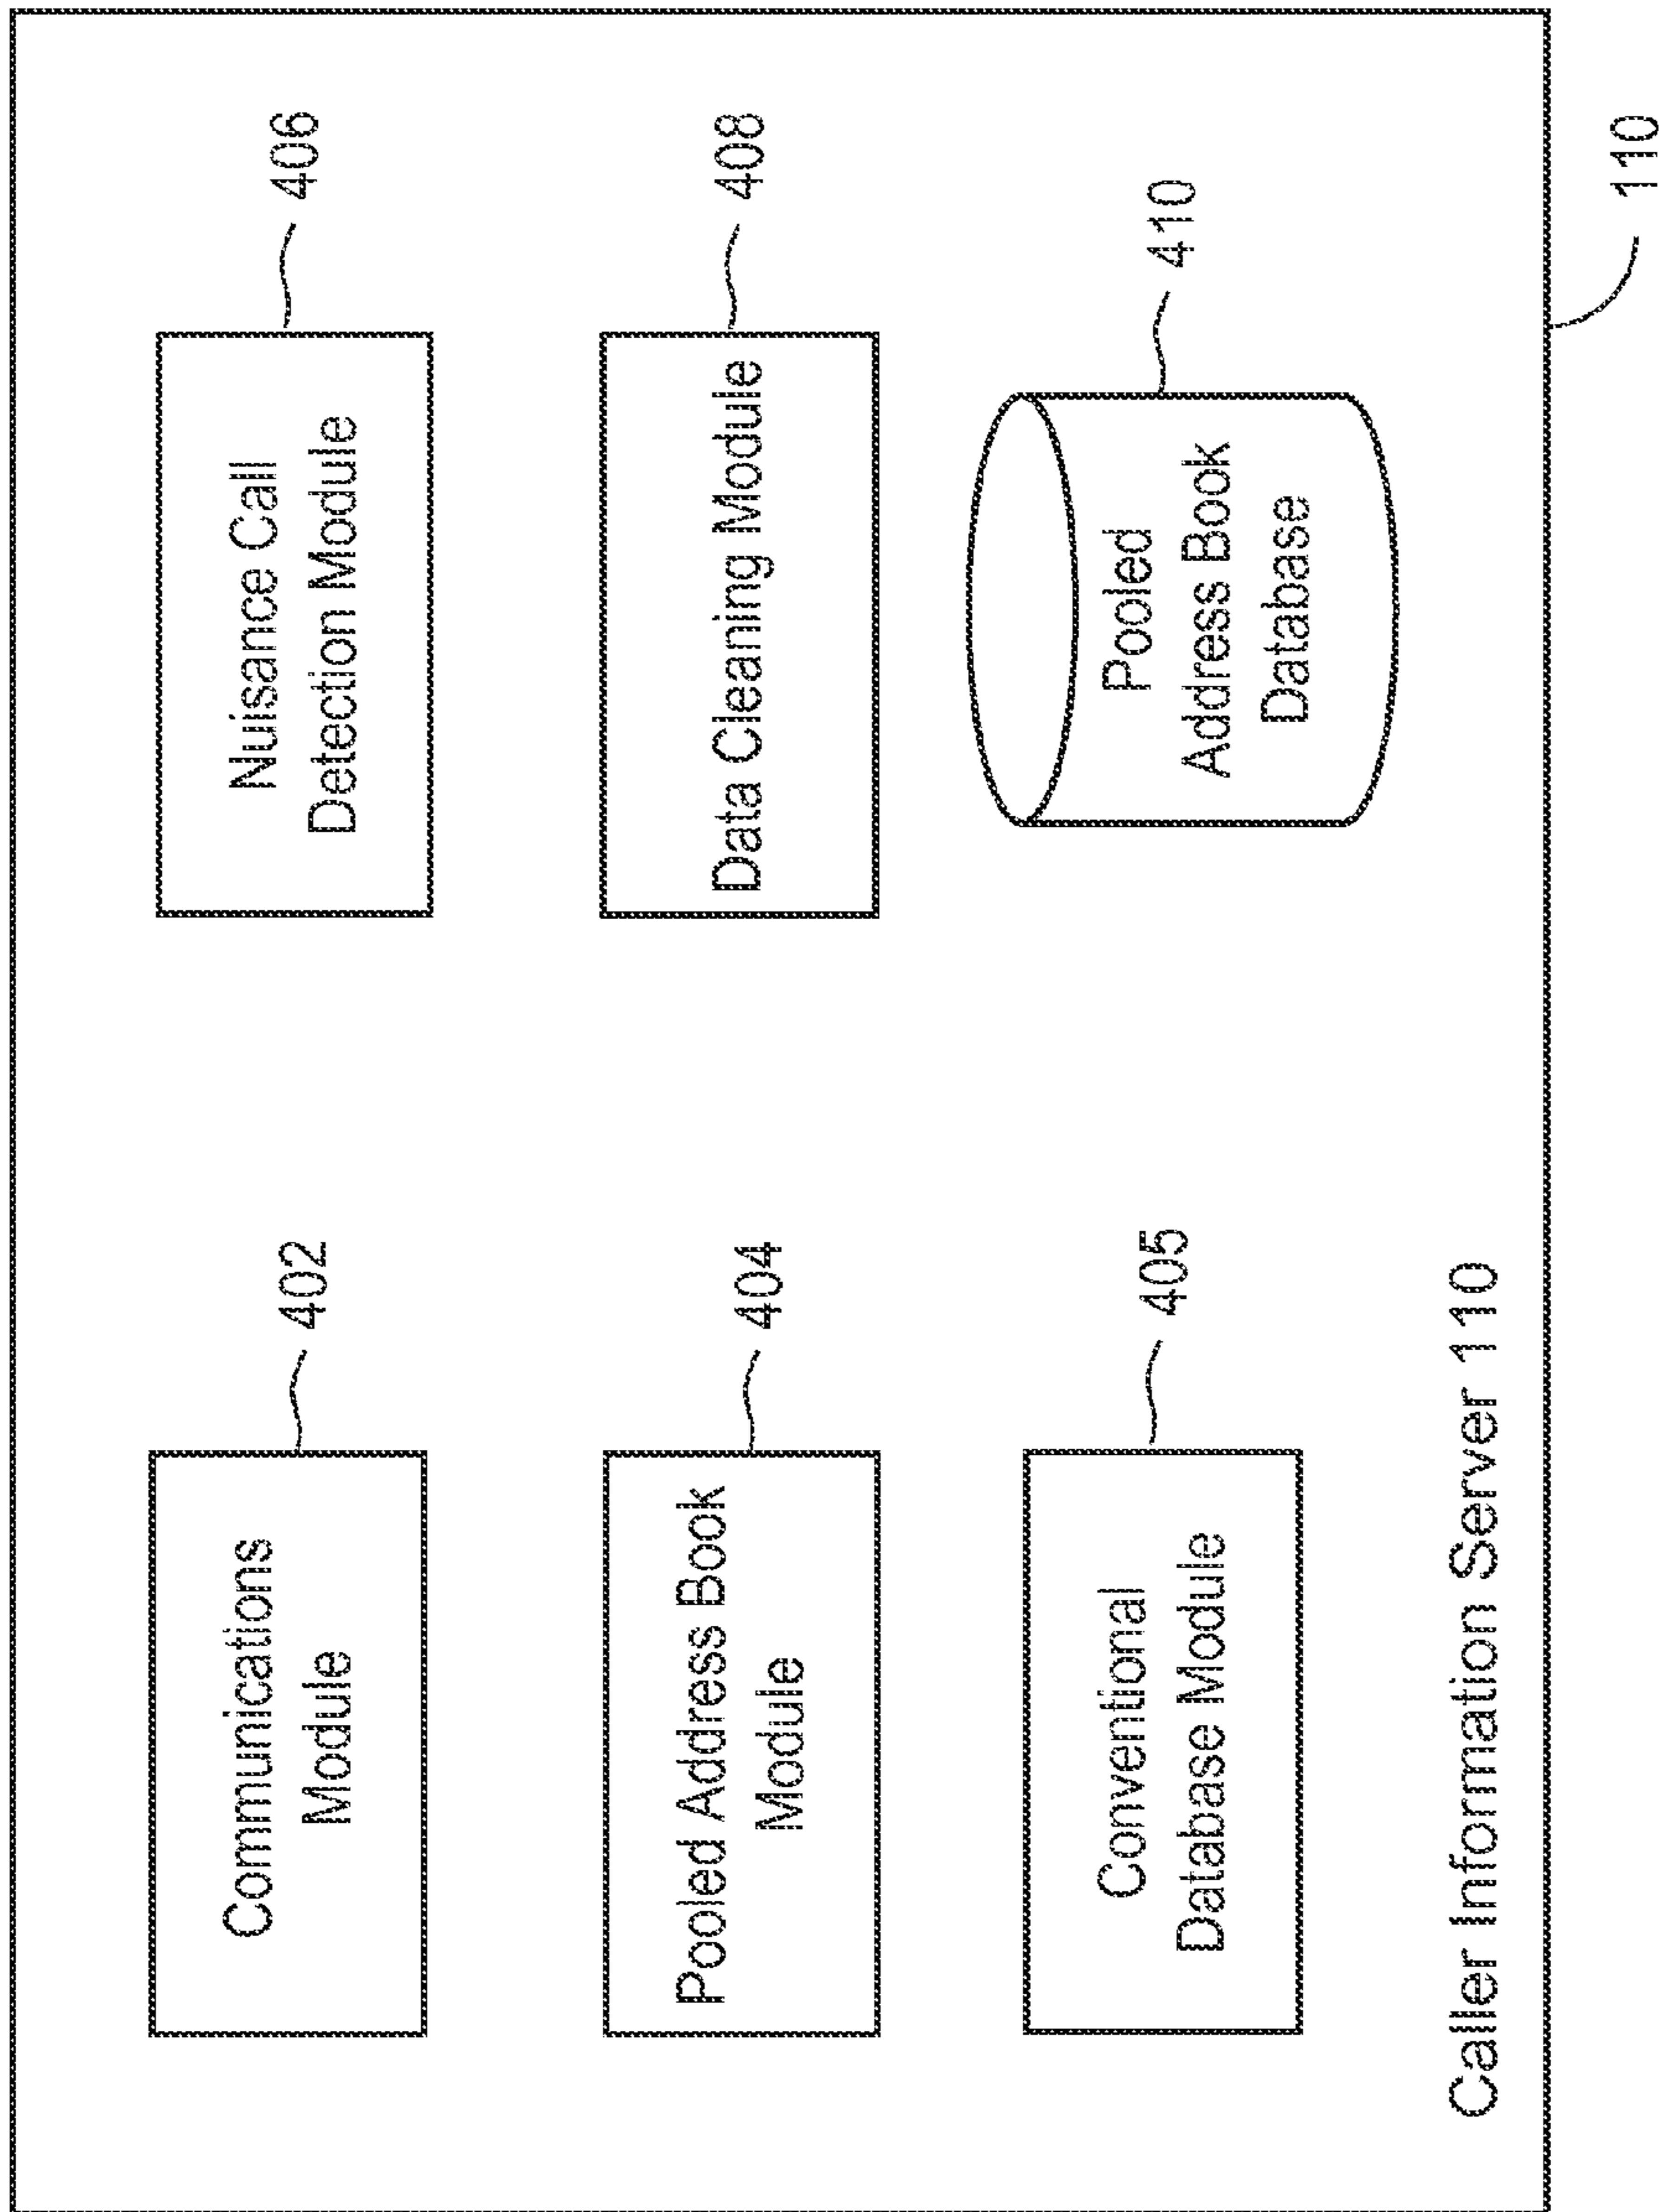 Communications
Module
402
Pooled Address Book
Module
404
Conventional
Database Module
405
Nuisance Call
Detection Module
406
Data Cleaning Module
408
Pooled
Address Book
Database
410
Caller Information Server 110
110